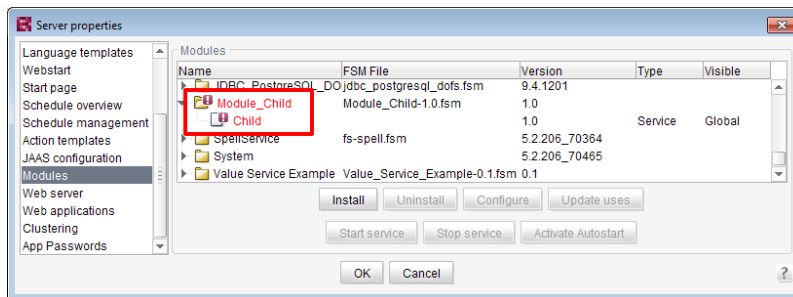 Server properties
Language templates
Webstart
Start page
Schedule overview
Schedule management
Action templates
JAAS configuration
Modules
Web server
Web applications
Clustering
App Passwords
Modules
Name FSM File Version Type Visible
JDBC_PostgreSQL_DO jdbc_postgresql_dofs.fsm 9.4.1201
Module_Child Module_Child-1.0.fsm 1.0
Child 1.0 Service Global
SpellService fs-spell.fsm 5.2.206_70364
System 5.2.206_70465
Value Service Example Value_Service_Example-0.1.fsm 0.1
Install Uninstall Configure Update uses
Start service Stop service Activate Autostart
OK Cancel ?